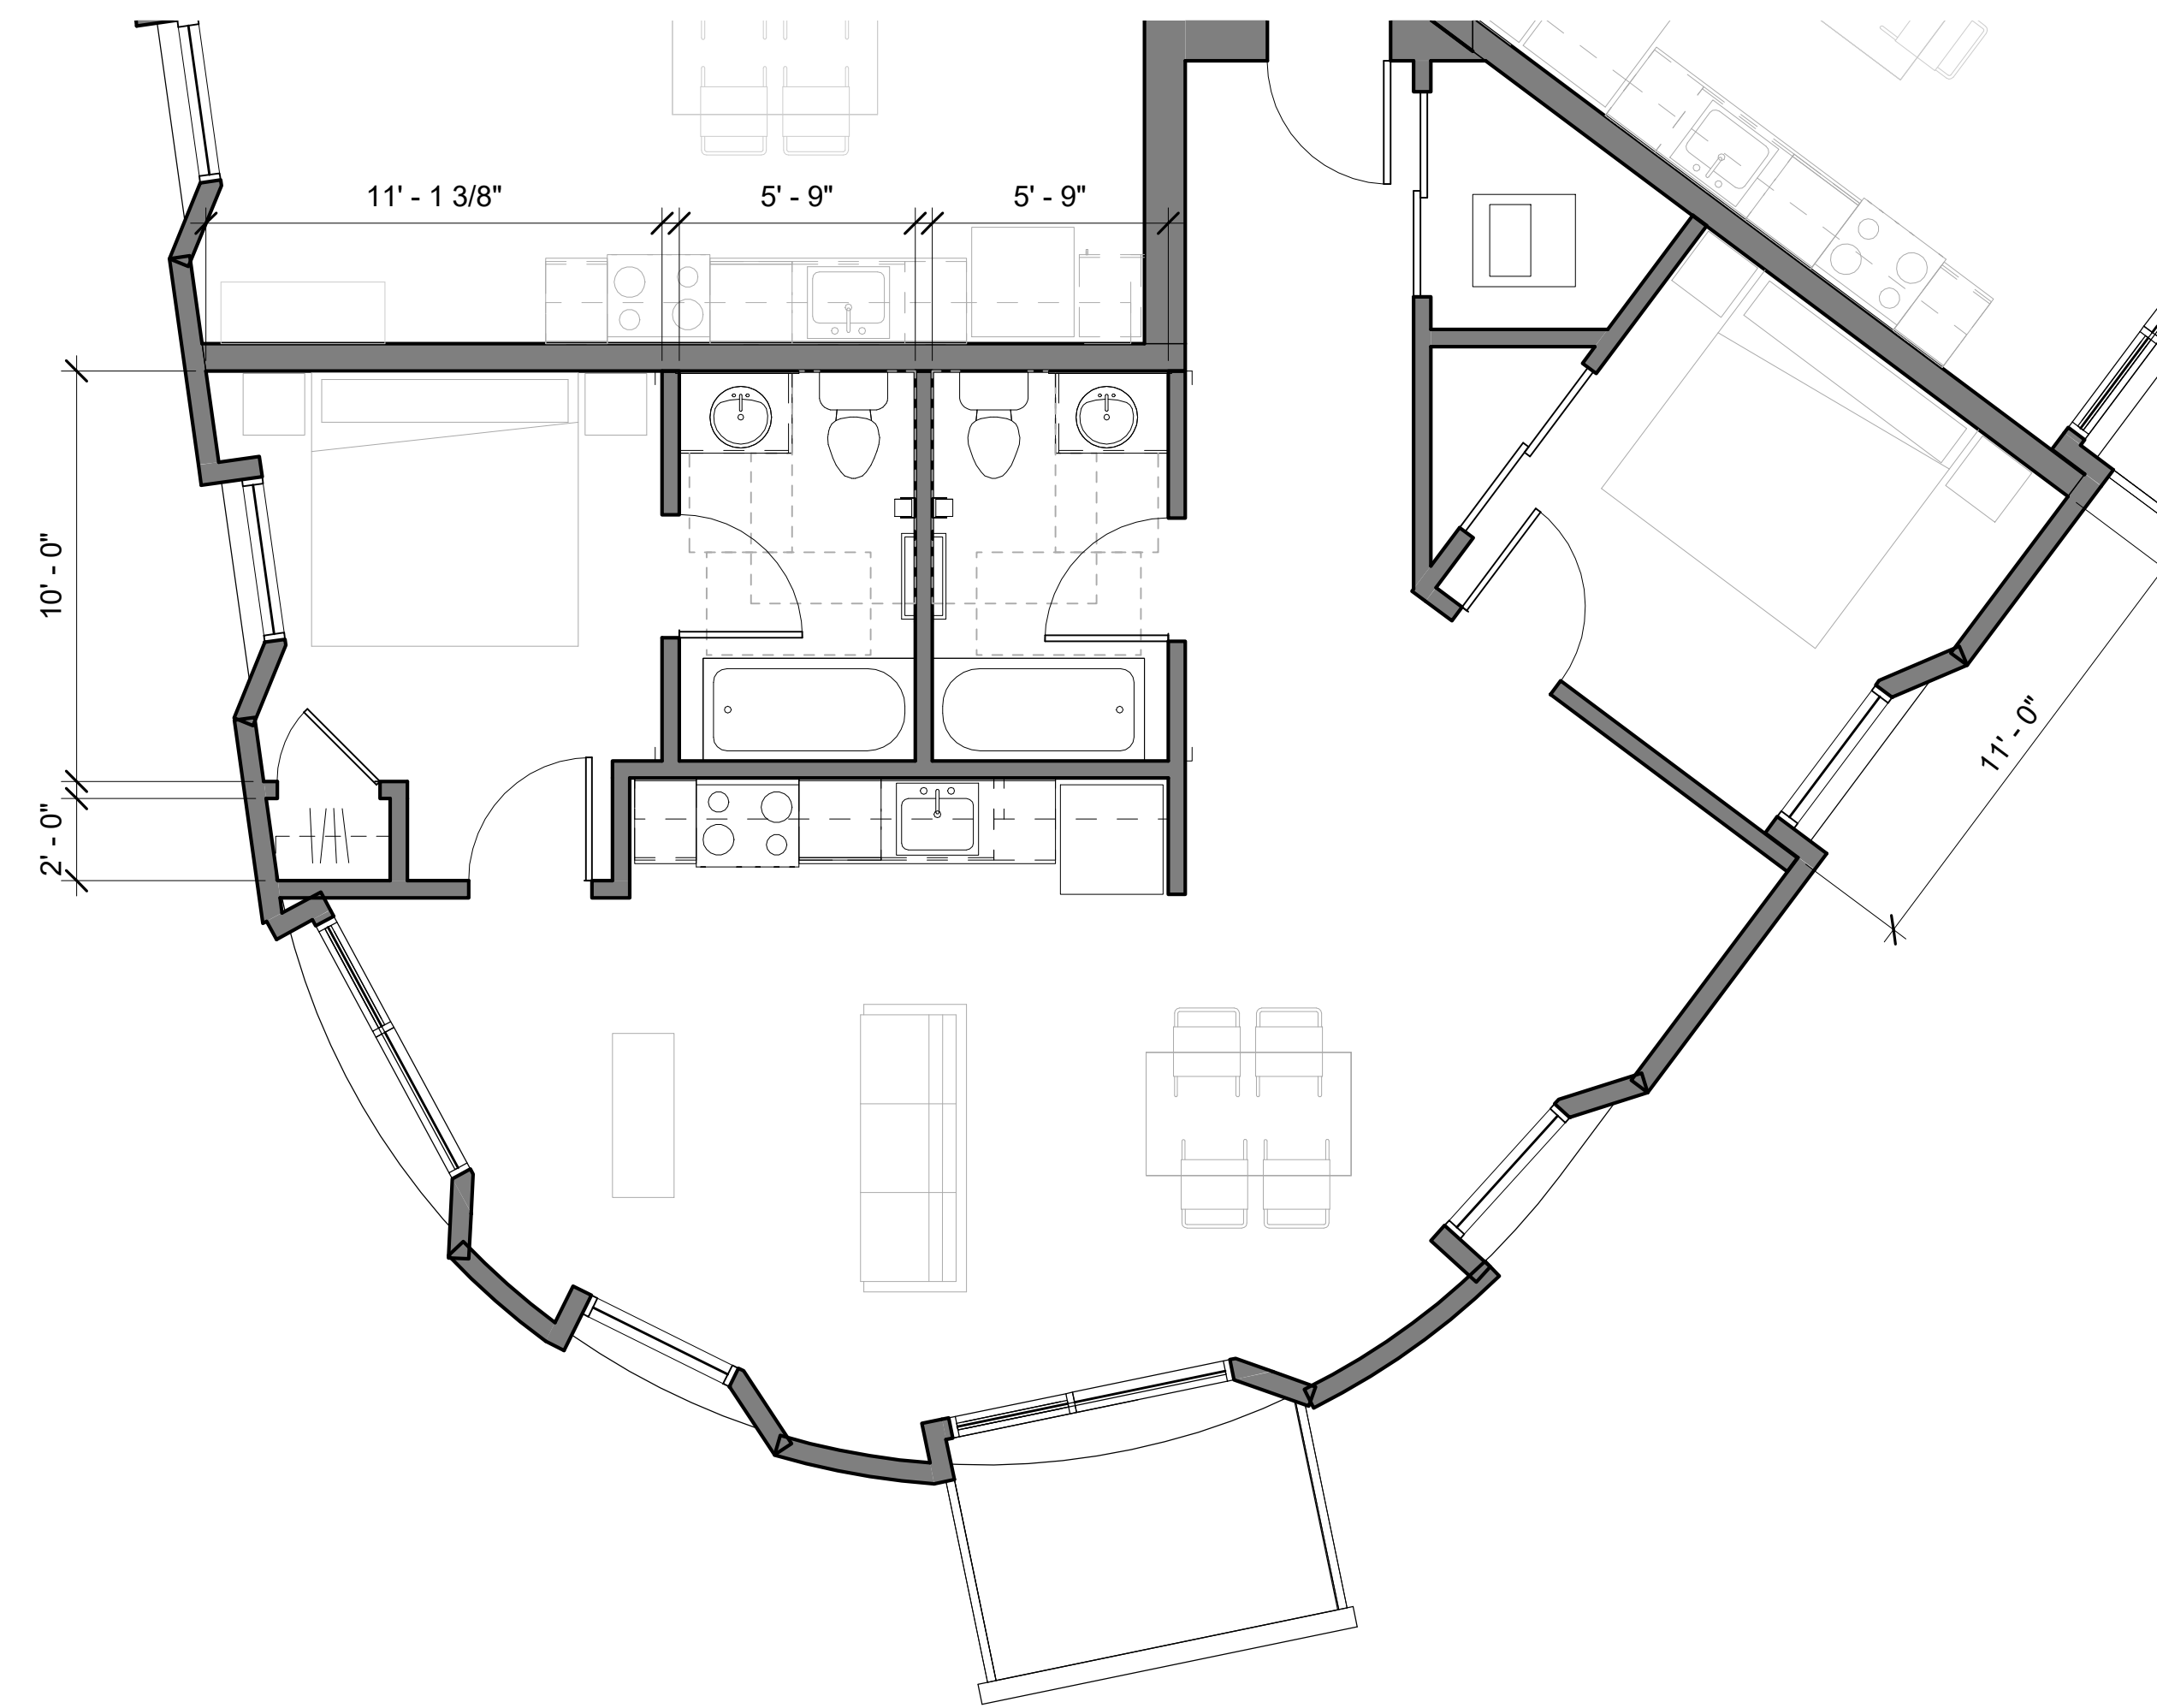 11' - 1 3/8"
5' - 9"
5' - 9"
10' - 0"
2' - 0"
11' - 0"